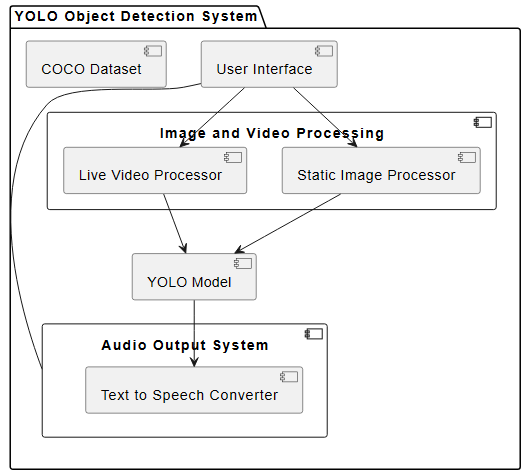 YOLO Object Detection System
COCO Dataset
User Interface
Image and Video Processing
Live Video Processor
Static Image Processor
YOLO Model
Audio Output System
Text to Speech Converter